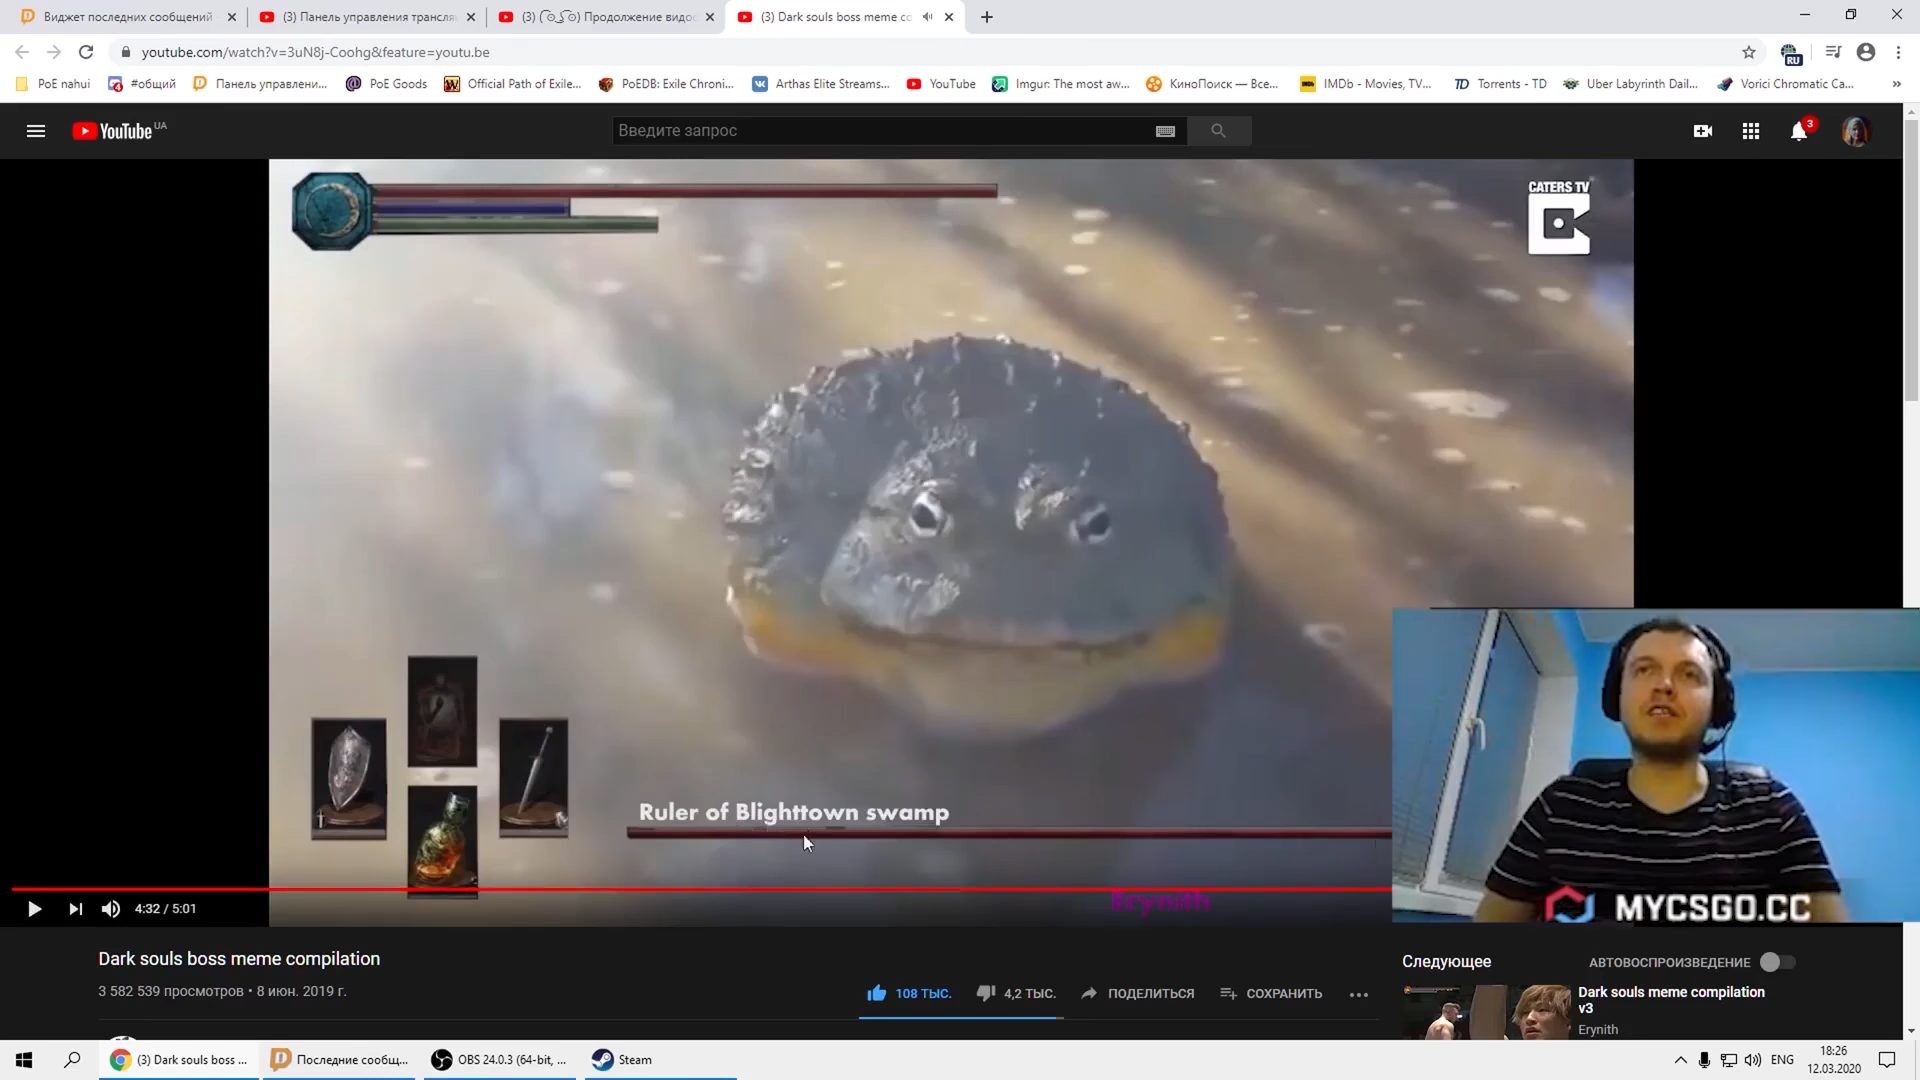 Виджет последних сообщений
(3) Панель управления трансля
(3) ( ͡ʘ ͜ʖ ͡ʘ) Продолжение видос
(3) Dark souls boss meme co
youtube.com/watch?v=3uN8j-Coohg&feature=youtu.be
RU
PoE nahui
#общий
Панель управлени...
PoE Goods
Official Path of Exile...
PoEDB: Exile Chroni...
Arthas Elite Streams...
YouTube
Imgur: The most aw...
КиноПоиск — Все...
IMDb - Movies, TV...
TD Torrents - TD
Uber Labyrinth Dail...
Vorici Chromatic Ca...
YouTube UA
Введите запрос
3
CATERS TV
Ruler of Blighttown swamp
Erynith
4:32 / 5:01
MYCSGO.CC
Dark souls boss meme compilation
3 582 539 просмотров • 8 июн. 2019 г.
108 ТЫС.
4,2 ТЫС.
ПОДЕЛИТЬСЯ
СОХРАНИТЬ
Следующее
АВТОВОСПРОИЗВЕДЕНИЕ
Dark souls meme compilation
v3
Erynith
(3) Dark souls boss ...
Последние сообщ...
OBS 24.0.3 (64-bit, ...
Steam
ENG
18:26
12.03.2020